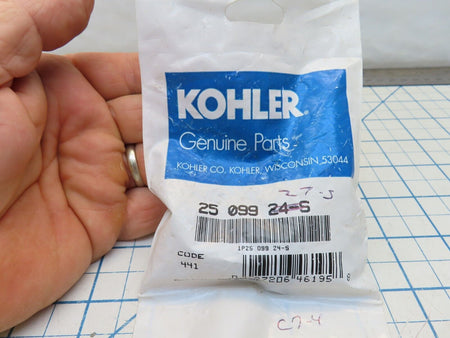 KOHLER
Genuine Parts
KOHLER CO. KOHLER, WISCONSIN 53044
27-S
25 099 24-S
1P25 099 24-S
CODE
441
46195
C7-4